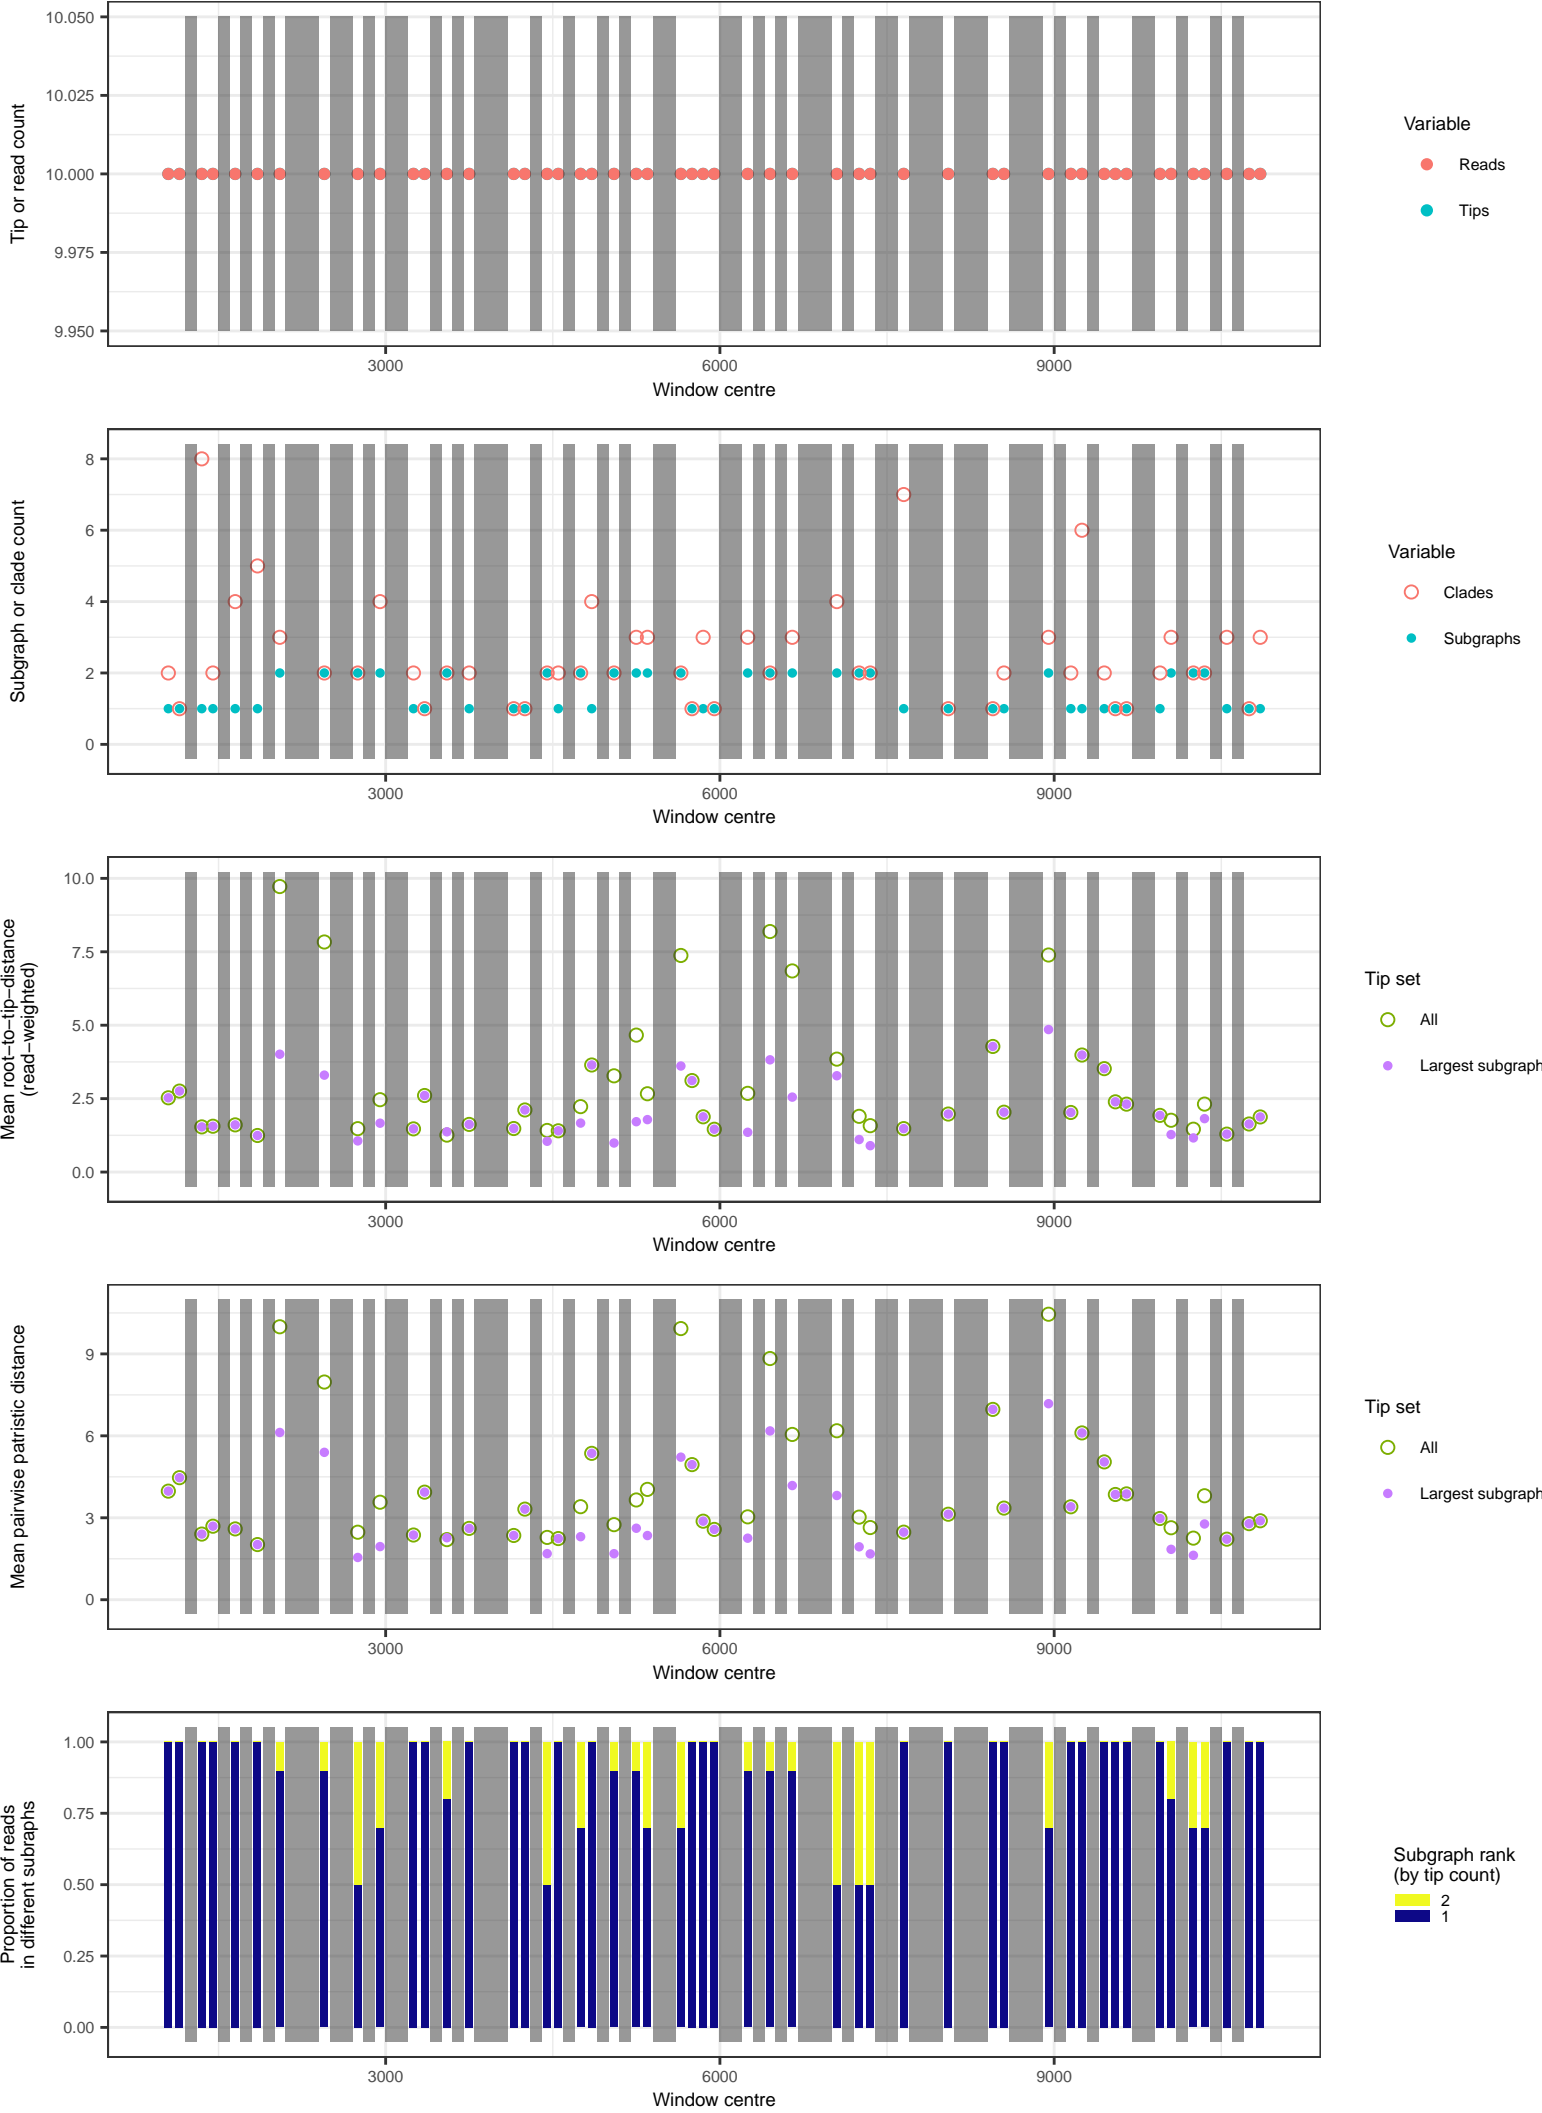 10.050
10.025
10.000
9.975
9.950
Tip or read count
3000
6000
9000
Window centre
Variable
Reads
Tips
8
6
4
2
0
Subgraph or clade count
3000
6000
9000
Window centre
Variable
Clades
Subgraphs
10.0
7.5
5.0
2.5
0.0
Mean root−to−tip−distance
(read−weighted)
3000
6000
9000
Window centre
Tip set
All
Largest subgraph
9
6
3
0
Mean pairwise patristic distance
3000
6000
9000
Window centre
Tip set
All
Largest subgraph
1.00
0.75
0.50
0.25
0.00
Proportion of reads
in different subraphs
3000
6000
9000
Window centre
Subgraph rank
(by tip count)
2
1